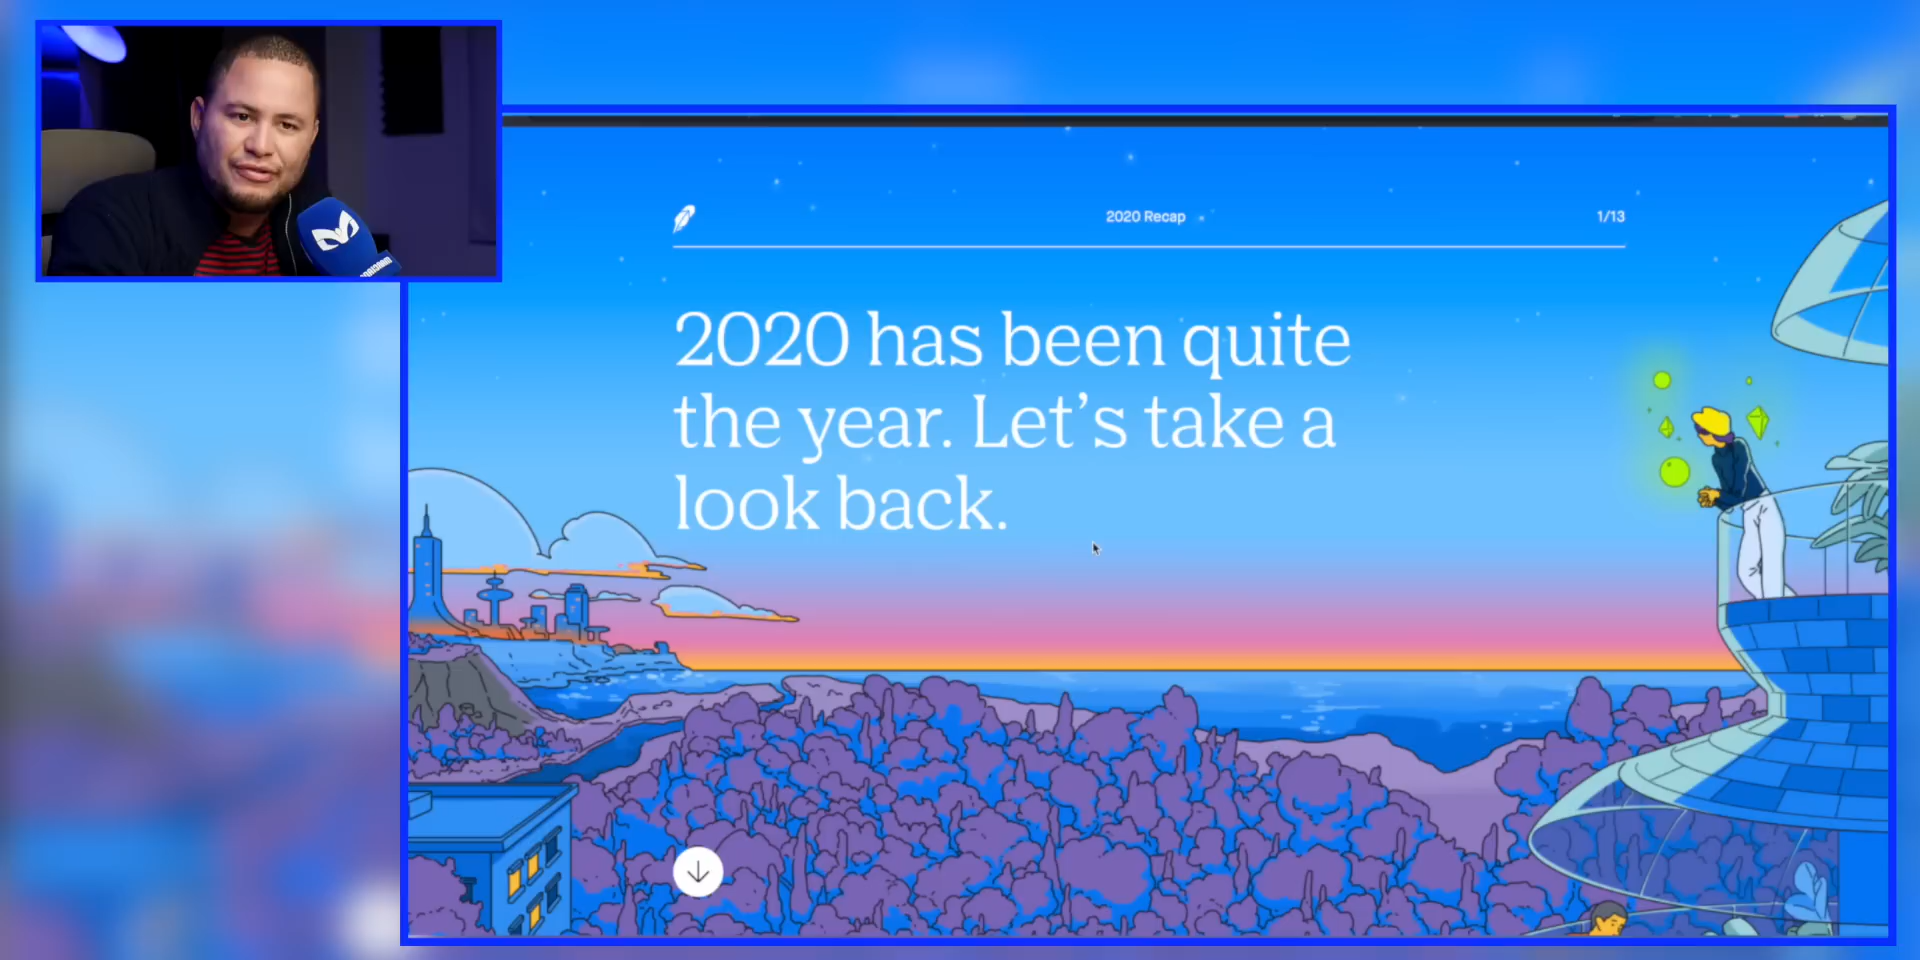 2020 Recap
1/13
2020 has been quite
the year. Let’s take a
look back.